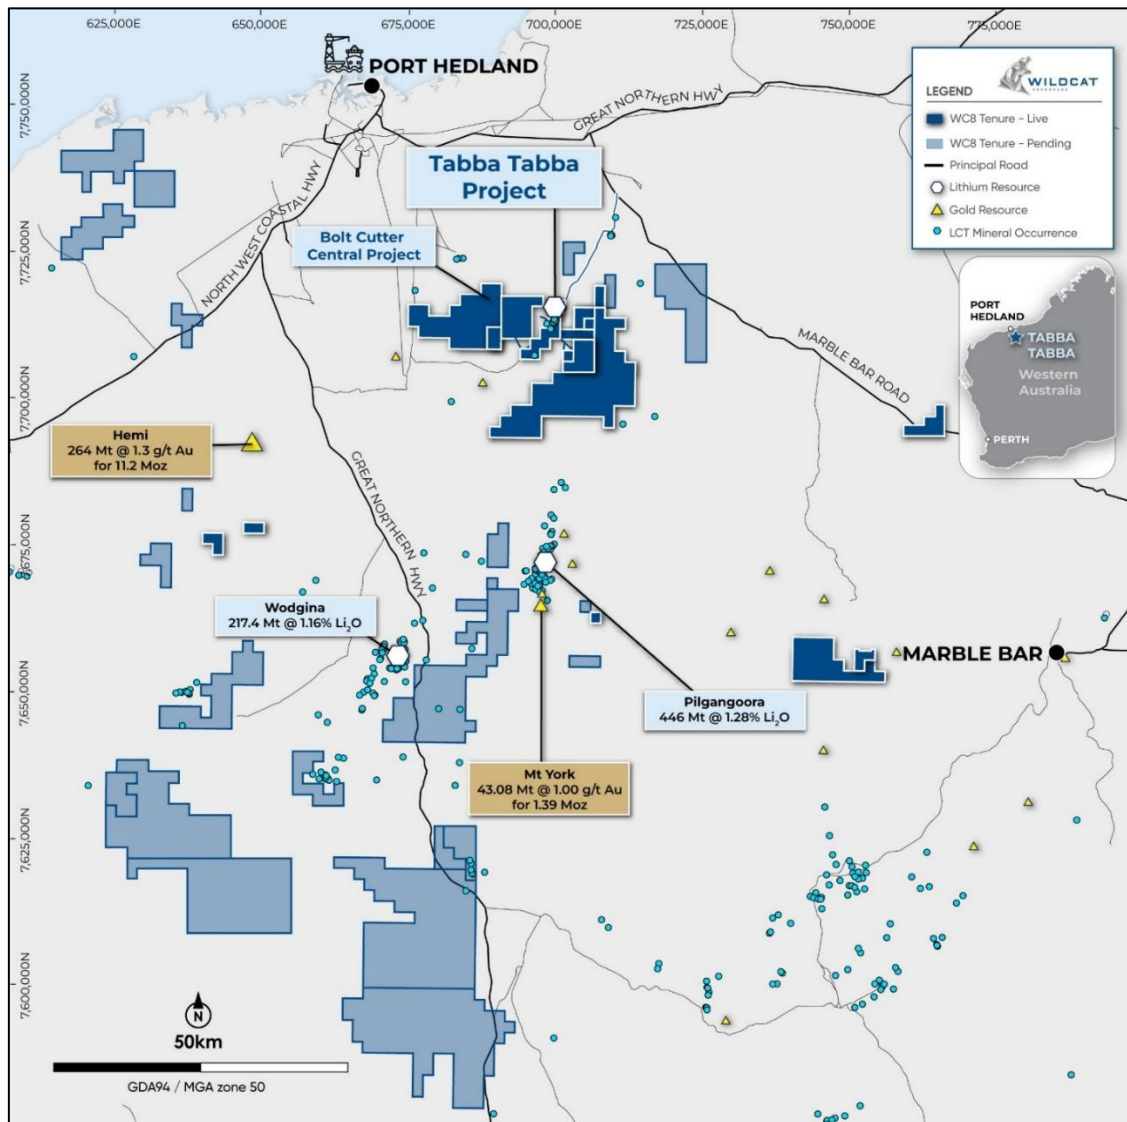 625,000E
650,000E
675,000E
700,000E
725,000E
750,000E
775,000E
PORT HEDLAND
GREAT NORTHERN HWY
WILDCAT
LEGEND
WC8 Tenure – Live
WC8 Tenure – Pending
Principal Road
Lithium Resource
Gold Resource
LCT Mineral Occurrence
7,750,000N
Tabba Tabba
Project
NORTH WEST COASTAL HWY
Bolt Cutter
Central Project
7,725,000N
PORT
HEDLAND
TABBA
TABBA
Western
Australia
PERTH
MARBLE BAR ROAD
7,700,000N
Hemi
264 Mt @ 1.3 g/t Au
for 11.2 Moz
GREAT NORTHERN HWY
7,675,000N
Wodgina
217.4 Mt @ 1.16% Li₂O
MARBLE BAR
7,650,000N
Pilgangoora
446 Mt @ 1.28% Li₂O
Mt York
43.08 Mt @ 1.00 g/t Au
for 1.39 Moz
7,625,000N
7,600,000N
N
50km
GDA94 / MGA zone 50